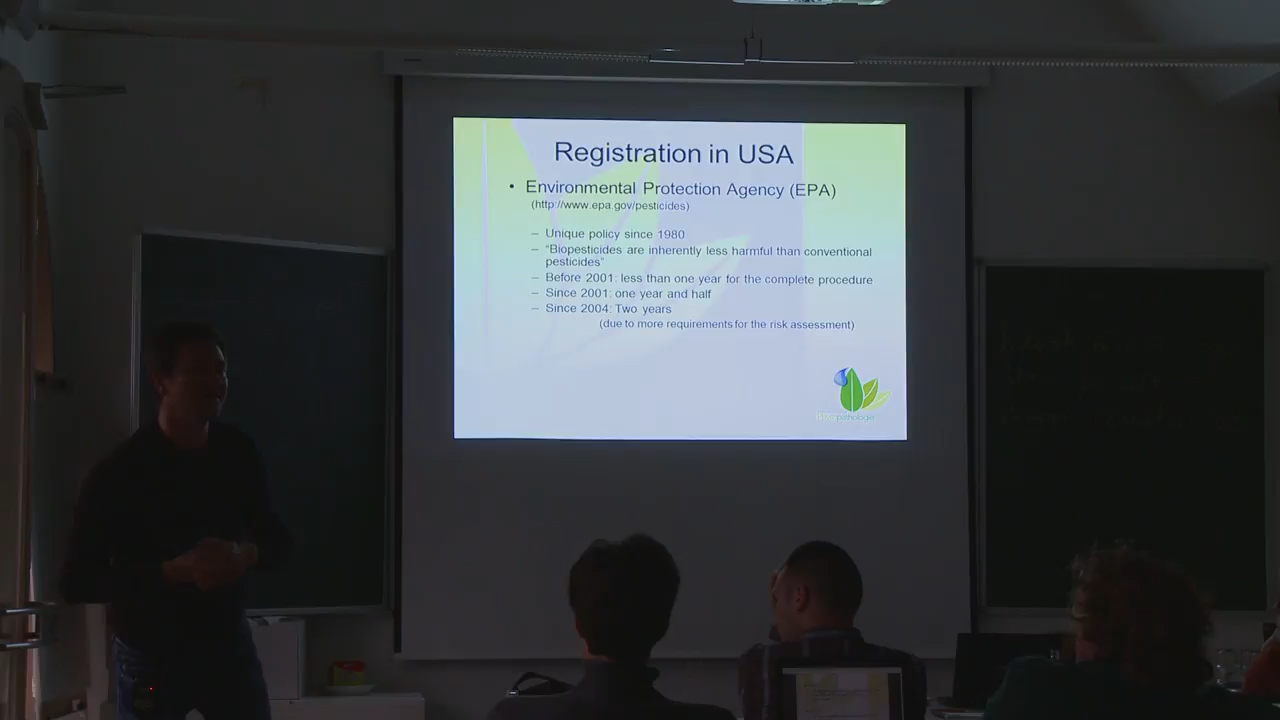 Registration in USA
• Environmental Protection Agency (EPA)
(http://www.epa.gov/pesticides)
– Unique policy since 1980
– “Biopesticides are inherently less harmful than conventional
pesticides”
– Before 2001: less than one year for the complete procedure
– Since 2001: one year and half
– Since 2004: Two years
(due to more requirements for the risk assessment)